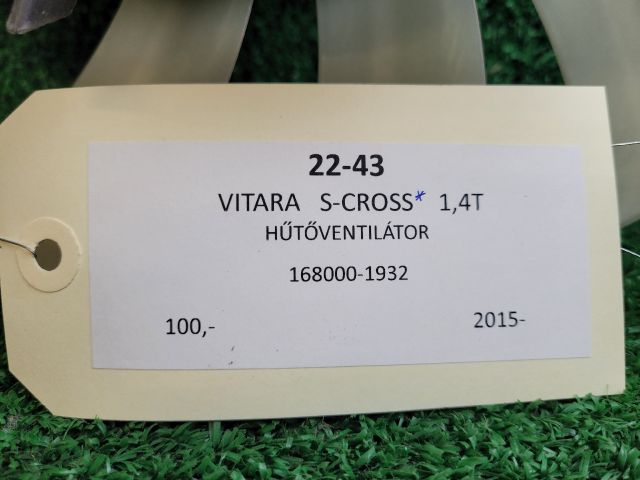 22-43
VITARA S-CROSS* 1,4T
HŰTŐVENTILÁTOR
168000-1932
100,- 2015-